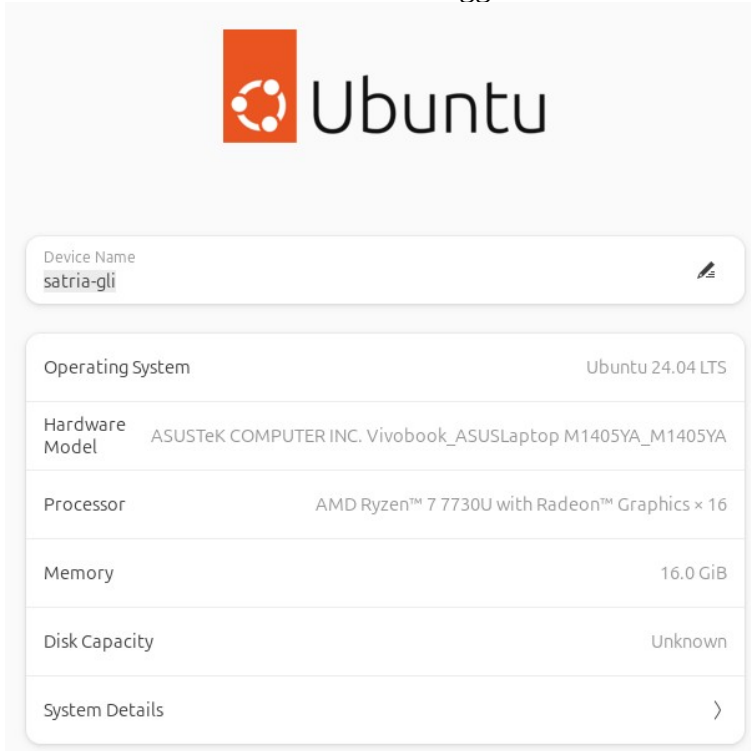 Ubuntu
Device Name
satria-gli
Operating System Ubuntu 24.04 LTS
Hardware
Model ASUSTeK COMPUTER INC. Vivobook_ASUSLaptop M1405YA_M1405YA
Processor AMD Ryzen™ 7 7730U with Radeon™ Graphics × 16
Memory 16.0 GiB
Disk Capacity Unknown
System Details